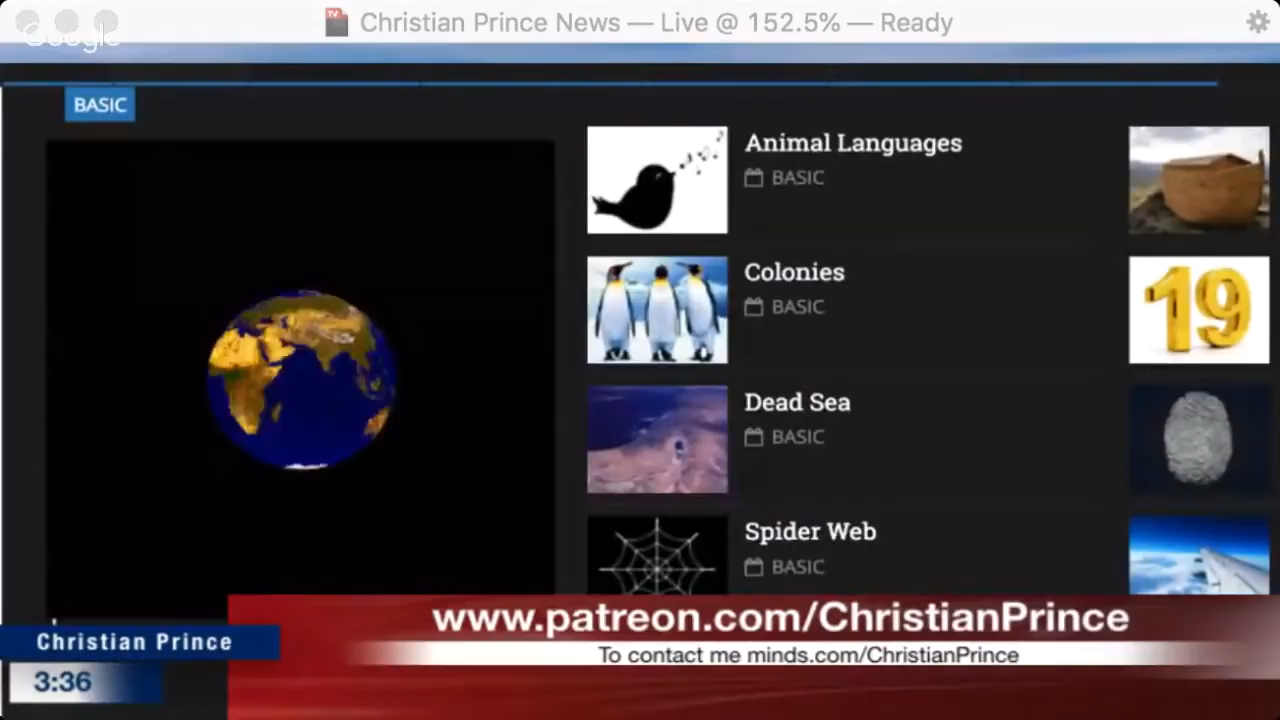 Christian Prince News — Live @ 152.5% — Ready
Google
BASIC
Animal Languages
BASIC
Colonies
BASIC
19
Dead Sea
BASIC
Spider Web
BASIC
www.patreon.com/ChristianPrince
To contact me minds.com/ChristianPrince
Christian Prince
3:36